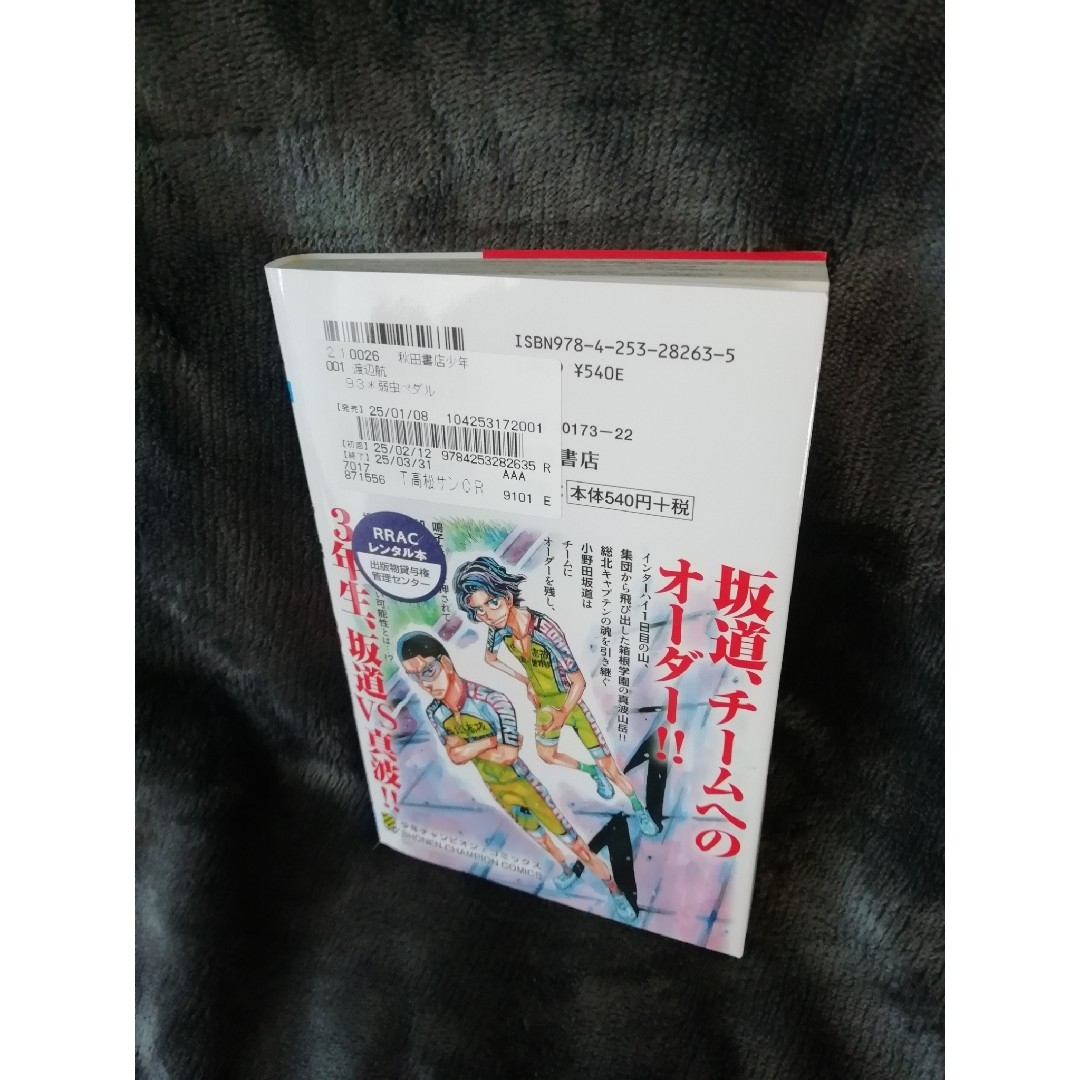 ISBN978-4-253-28263-5
¥540E
0173-22
書店
本体540円+税
210026 秋田書店少年
001 渡辺航
93*弱虫ペダル
【発売】25/01/08 104253172001
【初返】25/02/12 9784253282635 R
【終了】25/03/31 AAA
7017
871556 T高松サンCR 9101 E
RRAC
レンタル本
出版物貸与権
管理センター
坂道、チームへの
オーダー!!
インターハイ1日目の山、
集団から飛び出した箱根学園の真波山岳!!
総北キャプテンの魂を引き継ぐ
小野田坂道は
チームに
オーダーを残し、
鳴子
可能性とは…!?
3年生、坂道VS真波!!
少年チャンピオン・コミックス
SHONEN CHAMPION COMICS